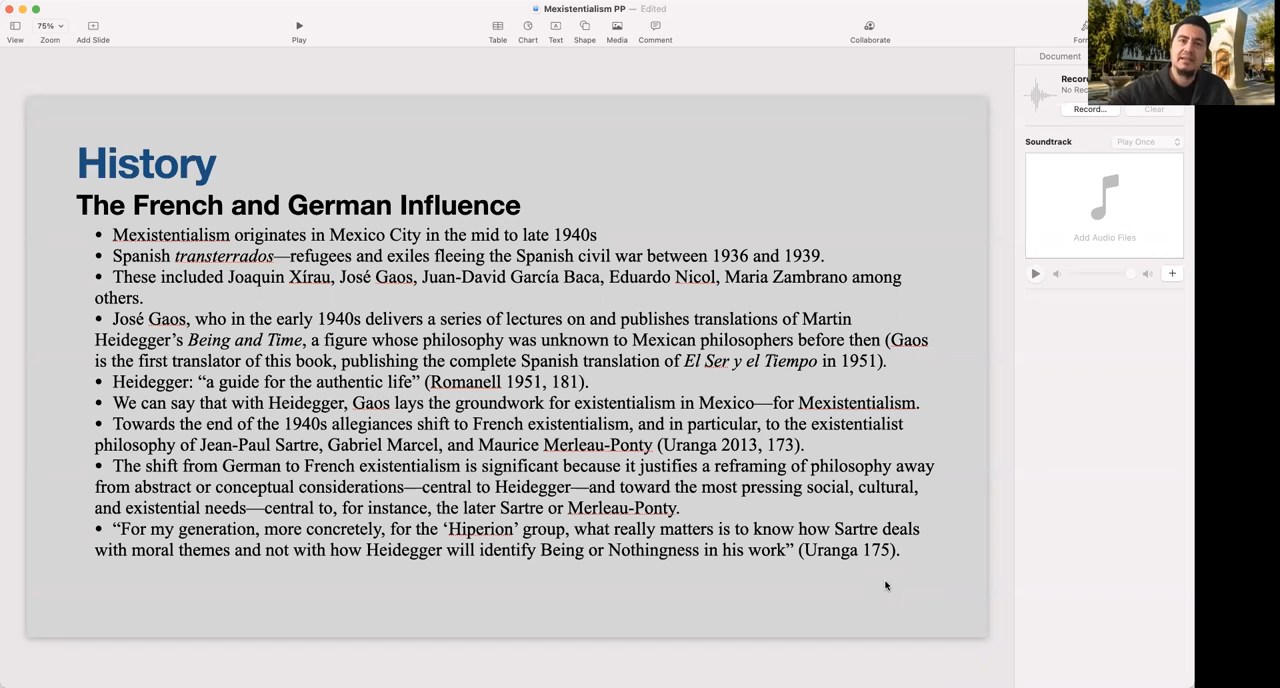 Mexistentialism PP — Edited
75%
View
Zoom
Add Slide
Play
Table
Chart
Text
Shape
Media
Comment
Collaborate
Document
No Rec
Record...
Clear
Soundtrack
Play Once
Add Audio Files
History
The French and German Influence
• Mexistentialism originates in Mexico City in the mid to late 1940s
• Spanish transterrados—refugees and exiles fleeing the Spanish civil war between 1936 and 1939.
• These included Joaquin Xírau, José Gaos, Juan-David García Baca, Eduardo Nicol, Maria Zambrano among
others.
• José Gaos, who in the early 1940s delivers a series of lectures on and publishes translations of Martin
Heidegger’s Being and Time, a figure whose philosophy was unknown to Mexican philosophers before then (Gaos
is the first translator of this book, publishing the complete Spanish translation of El Ser y el Tiempo in 1951).
• Heidegger: “a guide for the authentic life” (Romanell 1951, 181).
• We can say that with Heidegger, Gaos lays the groundwork for existentialism in Mexico—for Mexistentialism.
• Towards the end of the 1940s allegiances shift to French existentialism, and in particular, to the existentialist
philosophy of Jean-Paul Sartre, Gabriel Marcel, and Maurice Merleau-Ponty (Uranga 2013, 173).
• The shift from German to French existentialism is significant because it justifies a reframing of philosophy away
from abstract or conceptual considerations—central to Heidegger—and toward the most pressing social, cultural,
and existential needs—central to, for instance, the later Sartre or Merleau-Ponty.
• “For my generation, more concretely, for the ‘Hiperion’ group, what really matters is to know how Sartre deals
with moral themes and not with how Heidegger will identify Being or Nothingness in his work” (Uranga 175).